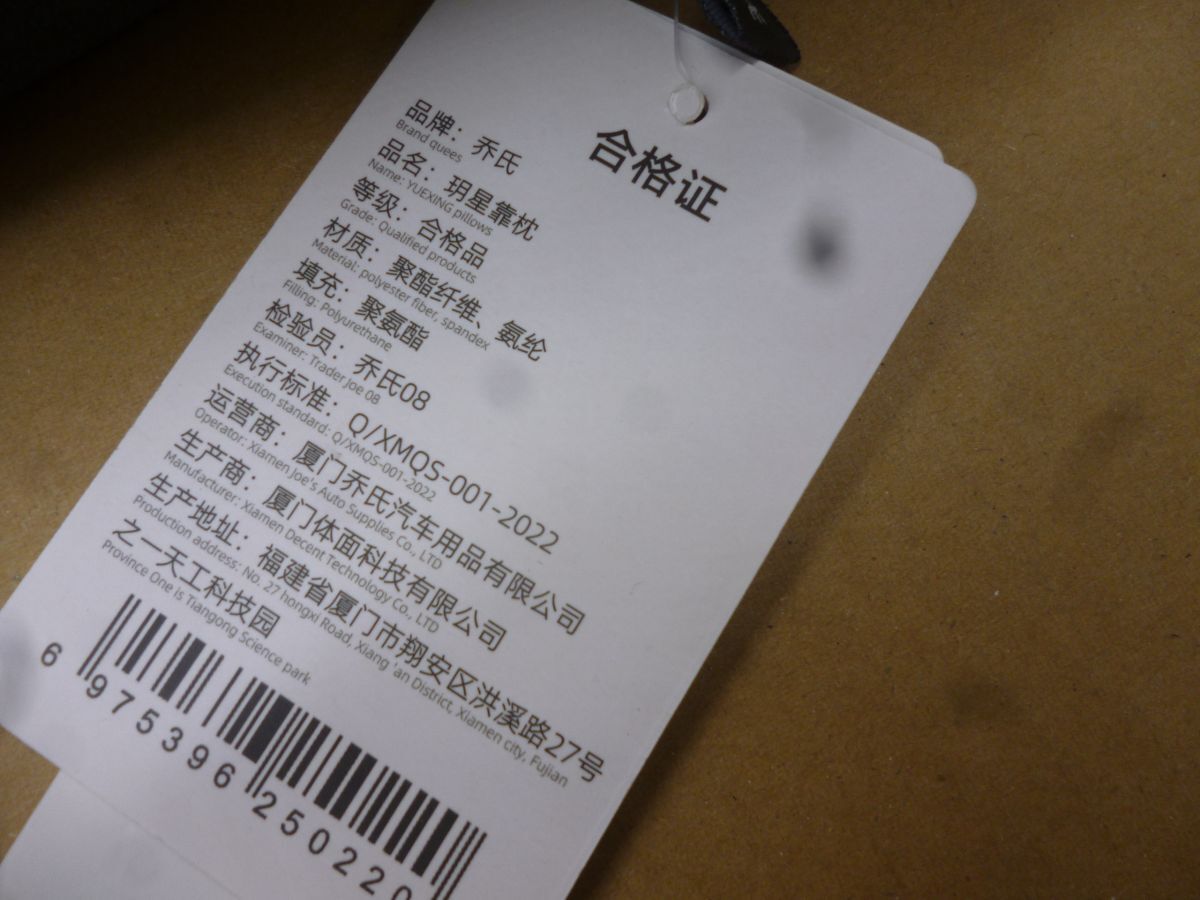 合格证
品牌：乔氏
Brand quees
品名：玥星靠枕
Name: YUEXING pillows
等级：合格品
Grade: Qualified products
材质：聚酯纤维、氨纶
Material: polyester fiber, spandex
填充：聚氨酯
Filling: Polyurethane
检验员：乔氏08
Examiner: Trader Joe 08
执行标准：Q/XMQS-001-2022
Execution standard: Q/XMQS-001-2022
运营商：厦门乔氏汽车用品有限公司
Operator: Xiamen Joe's Auto Supplies Co., LTD
生产商：厦门体面科技有限公司
Manufacturer: Xiamen Decent Technology Co., LTD
生产地址：福建省厦门市翔安区洪溪路27号
Production address: No. 27 hongxi Road, Xiang 'an District, Xiamen city, Fujian
之一天工科技园
Province One is Tiangong Science park
6 975396 250220